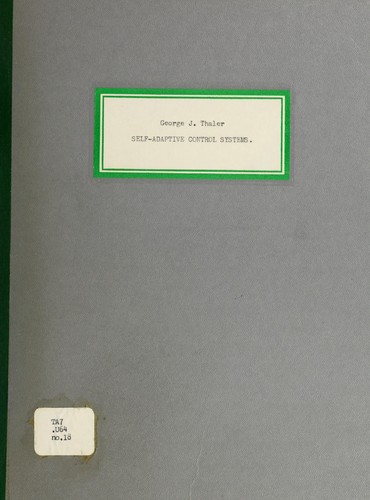 George J. Thaler
SELF-ADAPTIVE CONTROL SYSTEMS.
TA7
.U64
no.18